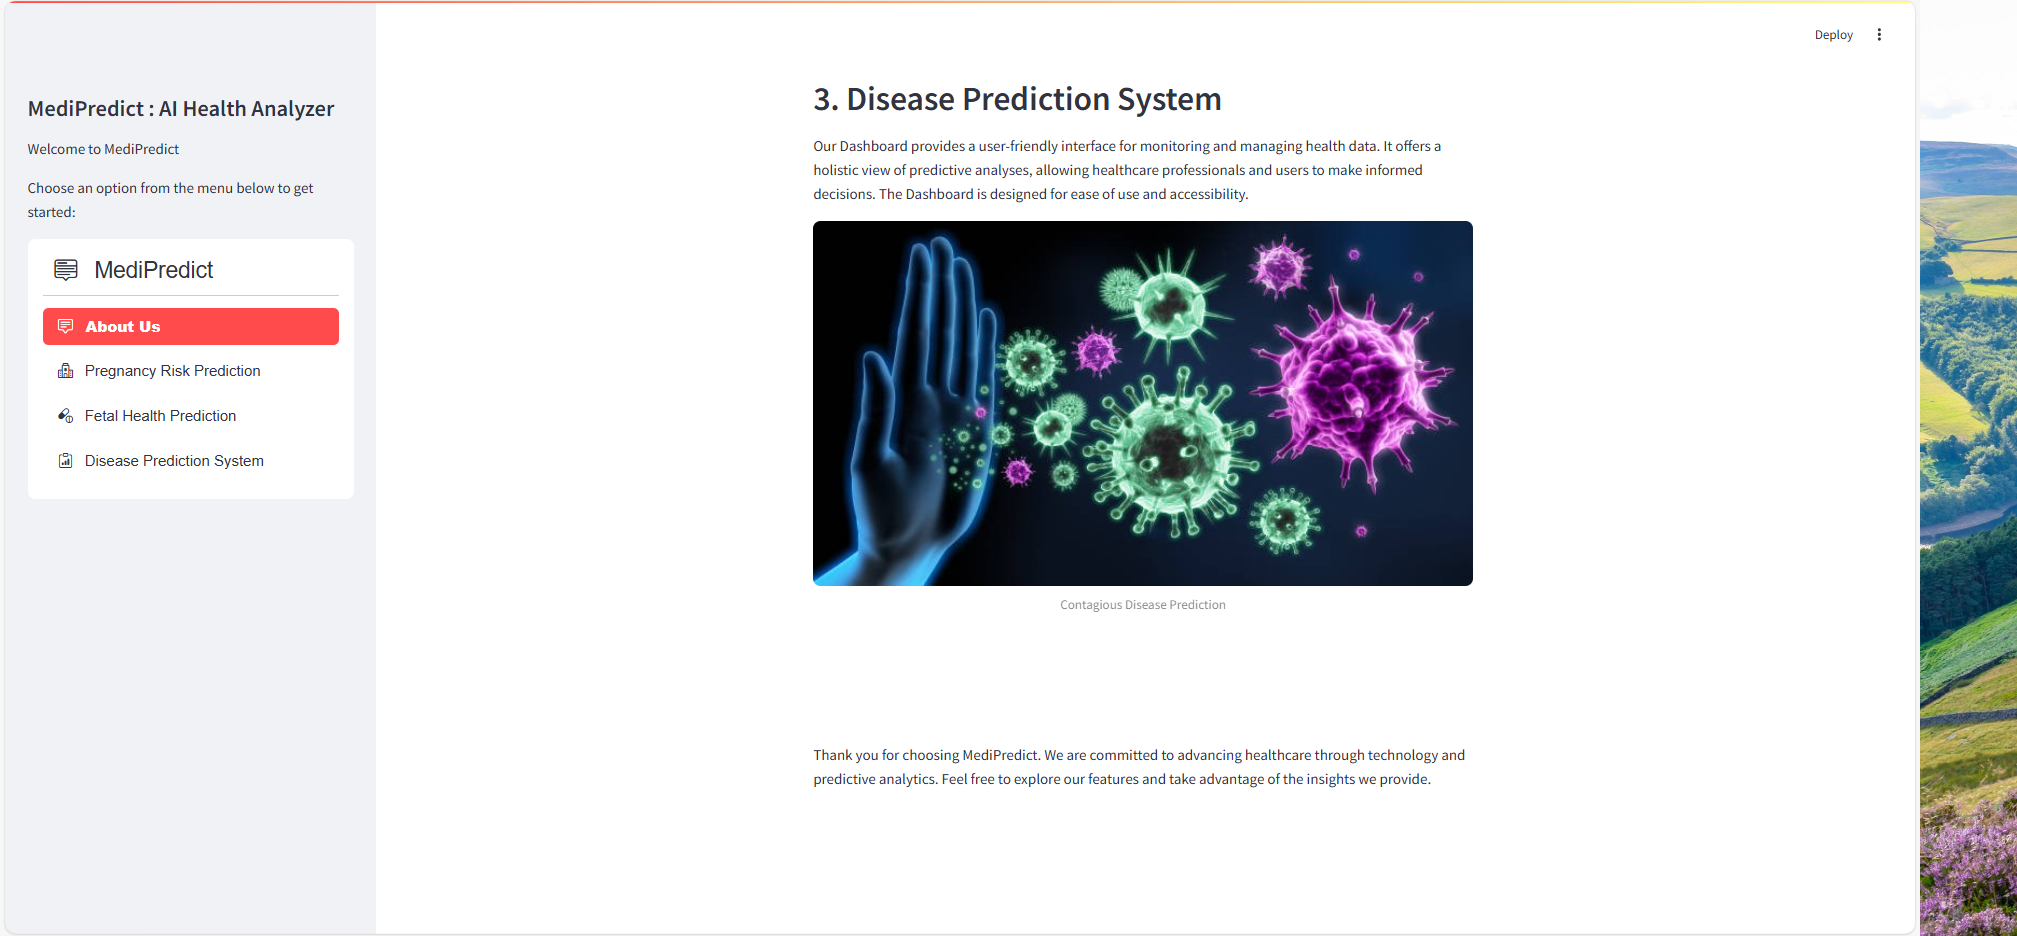 Deploy
MediPredict : AI Health Analyzer
Welcome to MediPredict
Choose an option from the menu below to get
started:
MediPredict
About Us
Pregnancy Risk Prediction
Fetal Health Prediction
Disease Prediction System
3. Disease Prediction System
Our Dashboard provides a user-friendly interface for monitoring and managing health data. It offers a
holistic view of predictive analyses, allowing healthcare professionals and users to make informed
decisions. The Dashboard is designed for ease of use and accessibility.
Contagious Disease Prediction
Thank you for choosing MediPredict. We are committed to advancing healthcare through technology and
predictive analytics. Feel free to explore our features and take advantage of the insights we provide.